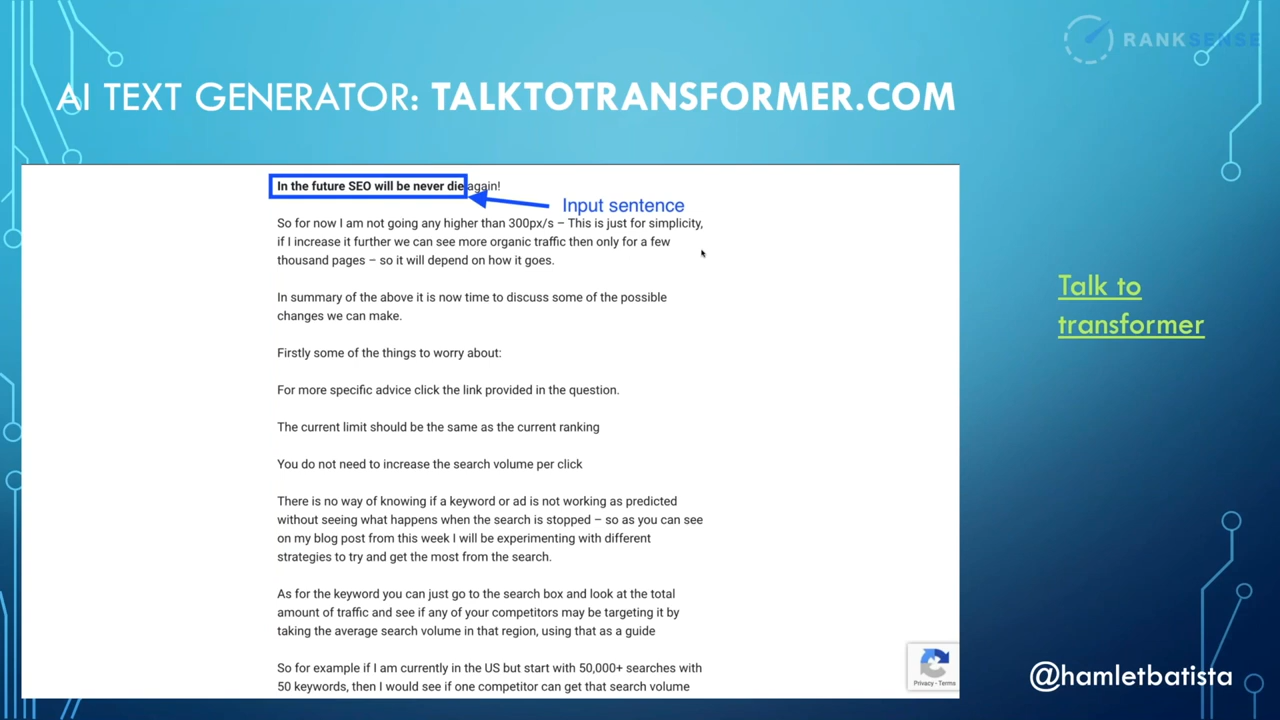 RANKSENSE
AI TEXT GENERATOR: TALKTOTRANSFORMER.COM
In the future SEO will be never die again!
Input sentence
So for now I am not going any higher than 300px/s – This is just for simplicity,
if I increase it further we can see more organic traffic then only for a few
thousand pages – so it will depend on how it goes.
In summary of the above it is now time to discuss some of the possible
changes we can make.
Firstly some of the things to worry about:
For more specific advice click the link provided in the question.
The current limit should be the same as the current ranking
You do not need to increase the search volume per click
There is no way of knowing if a keyword or ad is not working as predicted
without seeing what happens when the search is stopped – so as you can see
on my blog post from this week I will be experimenting with different
strategies to try and get the most from the search.
As for the keyword you can just go to the search box and look at the total
amount of traffic and see if any of your competitors may be targeting it by
taking the average search volume in that region, using that as a guide
So for example if I am currently in the US but start with 50,000+ searches with
50 keywords, then I would see if one competitor can get that search volume
Privacy - Terms
Talk to
transformer
@hamletbatista